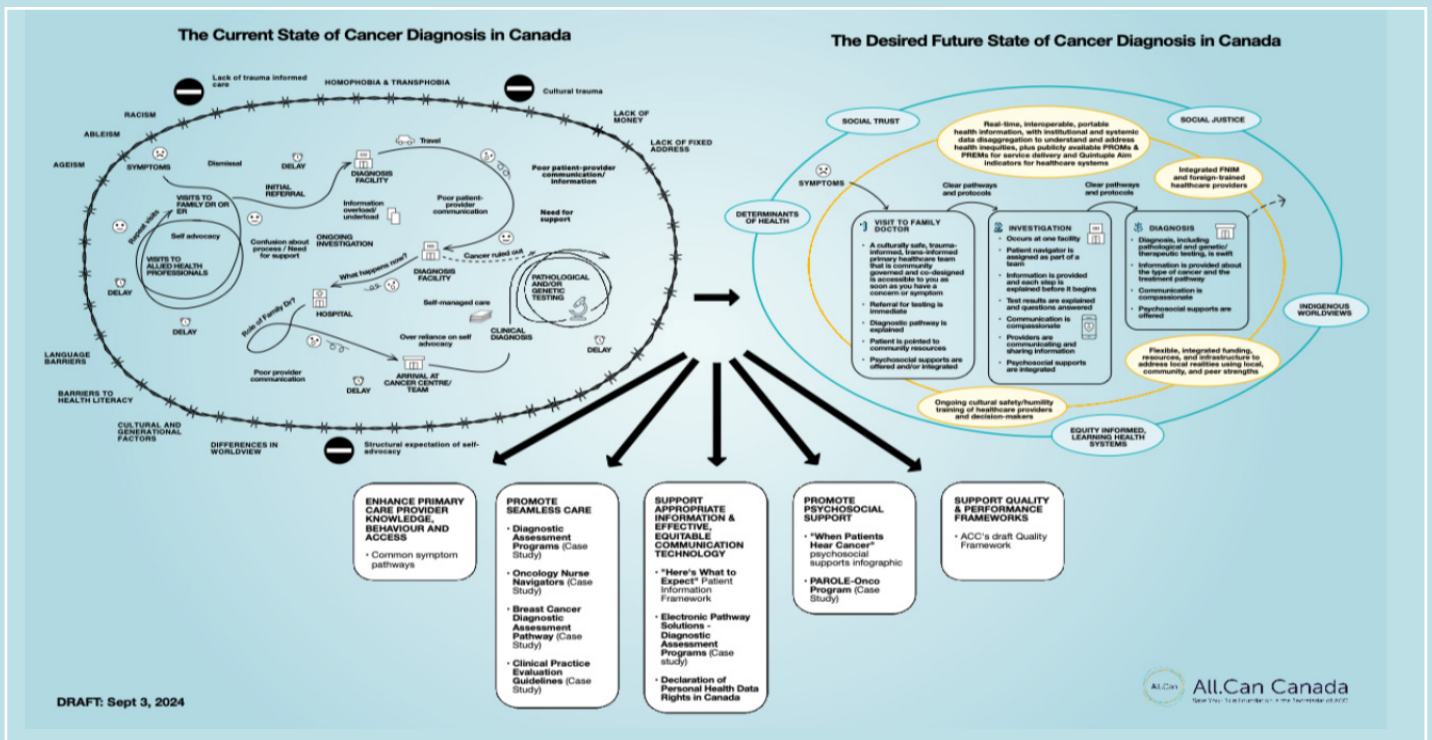 The Current State of Cancer Diagnosis in Canada
Lack of trauma informed
care
HOMOPHOBIA & TRANSPHOBIA
Cultural trauma
RACISM
LACK OF
MONEY
ABLEISM
LACK OF FIXED
ADDRESS
AGEISM
SYMPTOMS
Dismissal
DELAY
DIAGNOSIS
FACILITY
Travel
Poor patient-provider
communication/
information
INITIAL
REFERRAL
VISITS TO
FAMILY DR OR
ER
Repeat visits
Self advocacy
Information
overload/
underload
Poor patient-
provider
communication
Need for
support
Confusion about
process / Need
for support
ONGOING
INVESTIGATION
VISITS TO
ALLIED HEALTH
PROFESSIONALS
What happens now?
DIAGNOSIS
FACILITY
Cancer ruled out
PATHOLOGICAL
AND/OR
GENETIC
TESTING
DELAY
HOSPITAL
Self-managed care
DELAY
Role of Family Dr?
CLINICAL
DIAGNOSIS
Over reliance on self
advocacy
DELAY
LANGUAGE
BARRIERS
Poor provider
communication
DELAY
ARRIVAL AT
CANCER CENTRE/
TEAM
BARRIERS TO
HEALTH LITERACY
CULTURAL AND
GENERATIONAL
FACTORS
DIFFERENCES IN
WORLDVIEW
Structural expectation of self-
advocacy
The Desired Future State of Cancer Diagnosis in Canada
SOCIAL TRUST
Real-time, interoperable, portable
health information, with institutional and systemic
data disaggregation to understand and address
health inequities, plus publicly available PROMs &
PREMs for service delivery and Quintuple Aim
indicators for healthcare systems
SOCIAL JUSTICE
Integrated FNIM
and foreign-trained
healthcare providers
SYMPTOMS
Clear pathways
and protocols
Clear pathways
and protocols
DETERMINANTS
OF HEALTH
VISIT TO FAMILY
DOCTOR
• A culturally safe, trauma-
informed, trans-informed
primary healthcare team
that is community
governed and co-designed
is accessible to you as
soon as you have a
concern or symptom
• Referral for testing is
immediate
• Diagnostic pathway is
explained
• Patient is pointed to
community resources
• Psychosocial supports are
offered and/or integrated
INVESTIGATION
• Occurs at one facility
• Patient navigator is
assigned as part of a
team
• Information is provided
and each step is
explained before it begins
• Test results are explained
and questions answered
• Communication is
compassionate
• Providers are
communicating and
sharing information
• Psychosocial supports
are integrated
DIAGNOSIS
• Diagnosis, including
pathological and genetic/
therapeutic testing, is swift
• Information is provided about
the type of cancer and the
treatment pathway
• Communication is
compassionate
• Psychosocial supports are
offered
INDIGENOUS
WORLDVIEWS
Flexible, integrated funding,
resources, and infrastructure to
address local realities using local,
community, and peer strengths
Ongoing cultural safety/humility
training of healthcare providers
and decision-makers
EQUITY INFORMED,
LEARNING HEALTH
SYSTEMS
ENHANCE PRIMARY
CARE PROVIDER
KNOWLEDGE,
BEHAVIOUR AND
ACCESS
• Common symptom
pathways
PROMOTE
SEAMLESS CARE
• Diagnostic
Assessment
Programs (Case
Study)
• Oncology Nurse
Navigators (Case
Study)
• Breast Cancer
Diagnostic
Assessment
Pathway (Case
Study)
• Clinical Practice
Evaluation
Guidelines (Case
Study)
SUPPORT
APPROPRIATE
INFORMATION &
EFFECTIVE,
EQUITABLE
COMMUNICATION
TECHNOLOGY
• "Here's What to
Expect" Patient
Information
Framework
• Electronic Pathway
Solutions -
Diagnostic
Assessment
Programs (Case
study)
• Declaration of
Personal Health Data
Rights in Canada
PROMOTE
PSYCHOSOCIAL
SUPPORT
• "When Patients
Hear Cancer"
psychosocial
supports infographic
• PAROLE-Onco
Program (Case
Study)
SUPPORT QUALITY
& PERFORMANCE
FRAMEWORKS
• ACC's draft Quality
Framework
DRAFT: Sept 3, 2024
All.Can
All.Can Canada